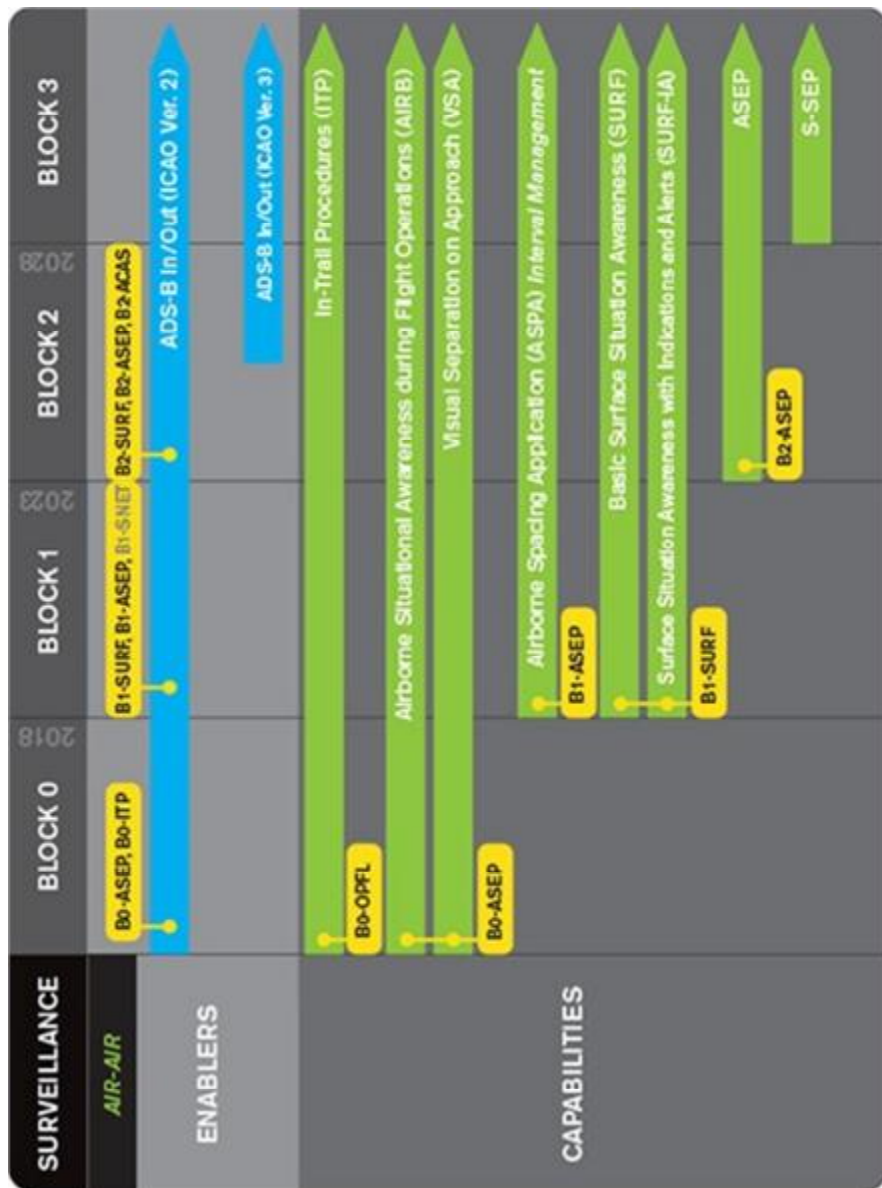 SURVEILLANCE
BLOCK 0
2018
BLOCK 1
2023
BLOCK 2
2028
BLOCK 3
AIR-AIR
B0-ASEP, B0-ITP
B1-SURF, B1-ASEP, B1-SNET
B2-SURF, B2-ASEP, B2-ACAS
ENABLERS
ADS-B In/Out (ICAO Ver. 2)
ADS-B In/Out (ICAO Ver. 3)
CAPABILITIES
In-Trail Procedures (ITP)
B0-OPFL
Airborne Situational Awareness during Flight Operations (AIRB)
Visual Separation on Approach (VSA)
B0-ASEP
Airborne Spacing Application (ASPA) Interval Management
B1-ASEP
Basic Surface Situation Awareness (SURF)
Surface Situation Awareness with Indications and Alerts (SURF-IA)
B1-SURF
ASEP
B2-ASEP
S-SEP